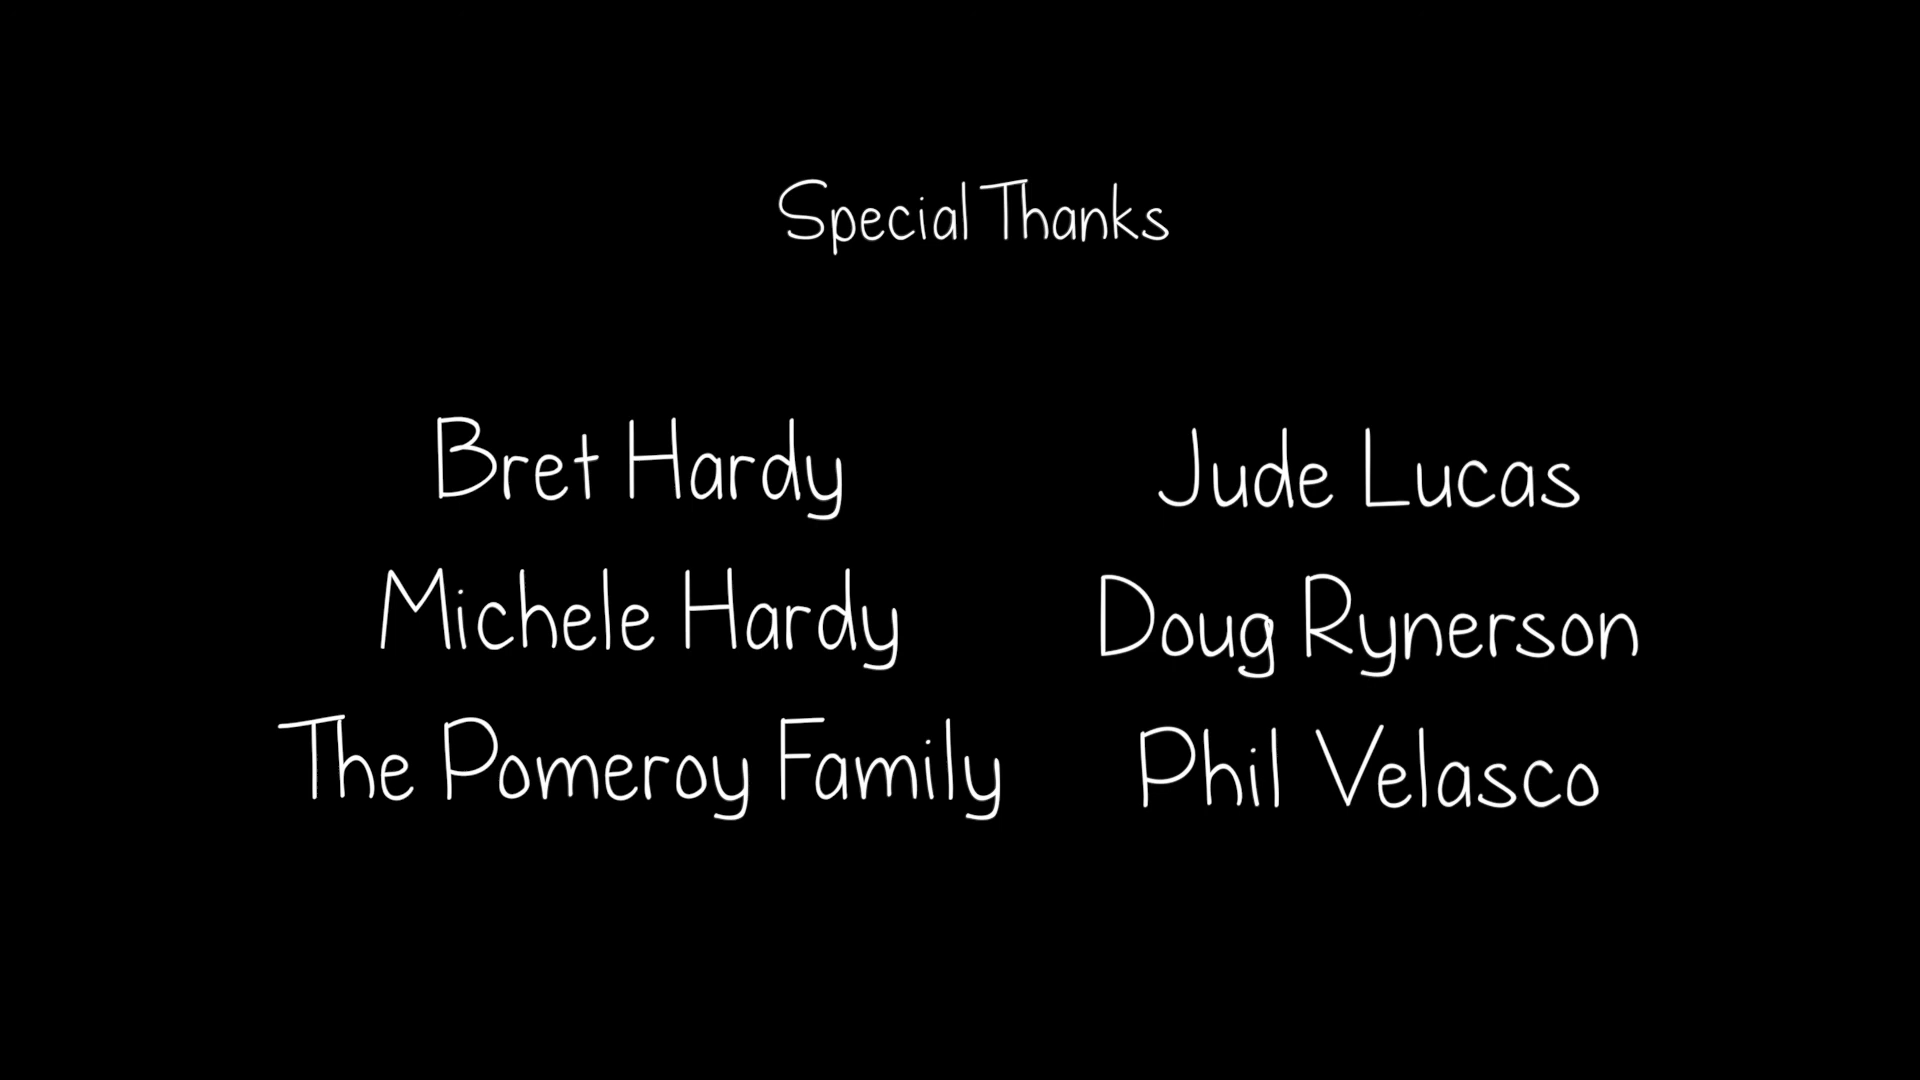 Special Thanks
Bret Hardy
Michele Hardy
The Pomeroy Family
Jude Lucas
Doug Rynerson
Phil Velasco